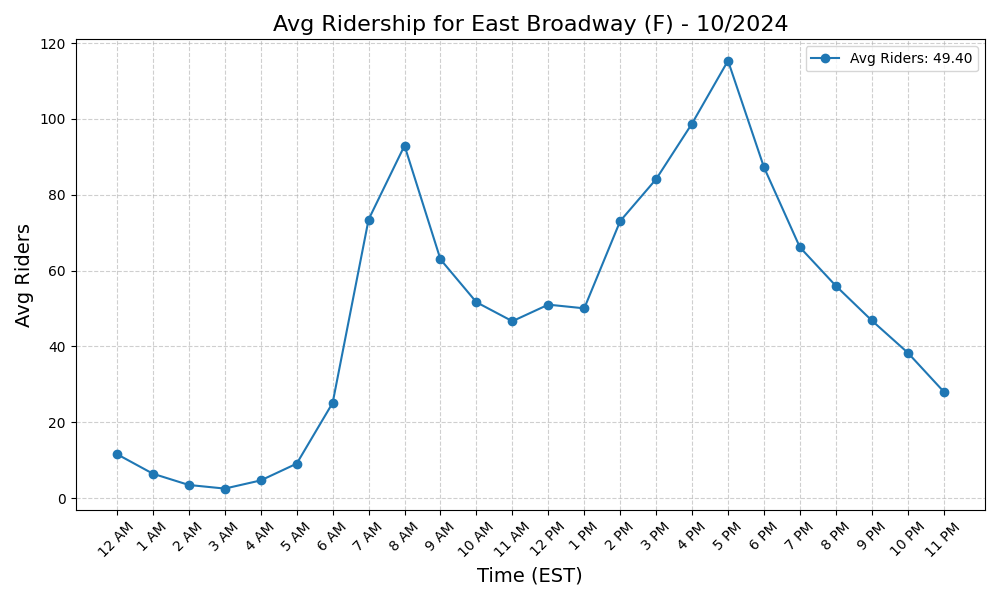 Avg Ridership for East Broadway (F) - 10/2024
Avg Riders: 49.40
Avg Riders
120
100
80
60
40
20
0
12 AM
1 AM
2 AM
3 AM
4 AM
5 AM
6 AM
7 AM
8 AM
9 AM
10 AM
11 AM
12 PM
1 PM
2 PM
3 PM
4 PM
5 PM
6 PM
7 PM
8 PM
9 PM
10 PM
11 PM
Time (EST)